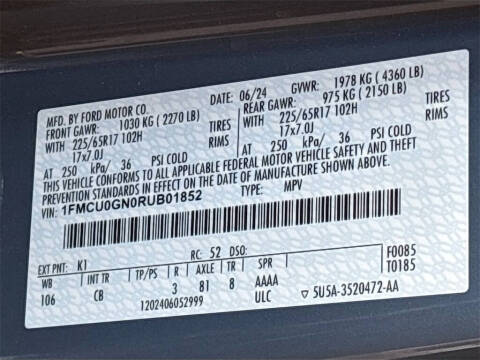 MFD. BY FORD MOTOR CO.
DATE: 06/24 GVWR: 1978 KG ( 4360 LB)
FRONT GAWR: 1030 KG ( 2270 LB) REAR GAWR: 975 KG ( 2150 LB)
WITH 225/65R17 102H TIRES WITH 225/65R17 102H TIRES
17x7.0J RIMS 17x7.0J RIMS
AT 250 kPa/ 36 PSI COLD AT 250 kPa/ 36 PSI COLD
THIS VEHICLE CONFORMS TO ALL APPLICABLE FEDERAL MOTOR VEHICLE SAFETY AND THEFT
PREVENTION STANDARDS IN EFFECT ON THE DATE OF MANUFACTURE SHOWN ABOVE.
VIN: 1FMCU0GN0RUB01852 TYPE: MPV
EXT PNT: K1 RC: 52 DSO: F0085
WB INT TR TP/PS R AXLE TR SPR T0185
106 CB 3 81 8 AAAA
1202406052999 ULC ▽ 5U5A-3520472-AA